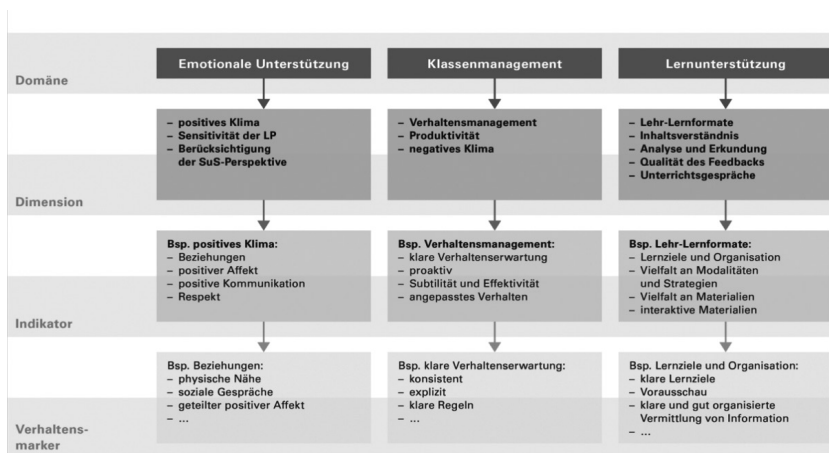 Domäne
Emotionale Unterstützung
Klassenmanagement
Lernunterstützung
Dimension
– positives Klima
– Sensitivität der LP
– Berücksichtigung
der SuS-Perspektive
– Verhaltensmanagement
– Produktivität
– negatives Klima
– Lehr-Lernformate
– Inhaltsverständnis
– Analyse und Erkundung
– Qualität des Feedbacks
– Unterrichtsgespräche
Indikator
Bsp. positives Klima:
– Beziehungen
– positiver Affekt
– positive Kommunikation
– Respekt
Bsp. Verhaltensmanagement:
– klare Verhaltenserwartung
– proaktiv
– Subtilität und Effektivität
– angepasstes Verhalten
Bsp. Lehr-Lernformate:
– Lernziele und Organisation
– Vielfalt an Modalitäten
und Strategien
– Vielfalt an Materialien
– interaktive Materialien
Verhaltens-
marker
Bsp. Beziehungen:
– physische Nähe
– soziale Gespräche
– geteilter positiver Affekt
– ...
Bsp. klare Verhaltenserwartung:
– konsistent
– explizit
– klare Regeln
– ...
Bsp. Lernziele und Organisation:
– klare Lernziele
– Vorausschau
– klare und gut organisierte
Vermittlung von Information
– ...